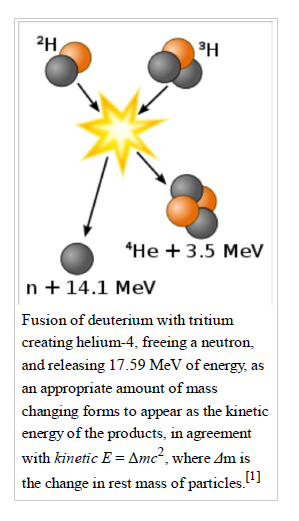 ²H
³H
⁴He + 3.5 MeV
n + 14.1 MeV
Fusion of deuterium with tritium
creating helium-4, freeing a neutron,
and releasing 17.59 MeV of energy, as
an appropriate amount of mass
changing forms to appear as the kinetic
energy of the products, in agreement
with kinetic E = Δmc², where Δm is
the change in rest mass of particles.[1]